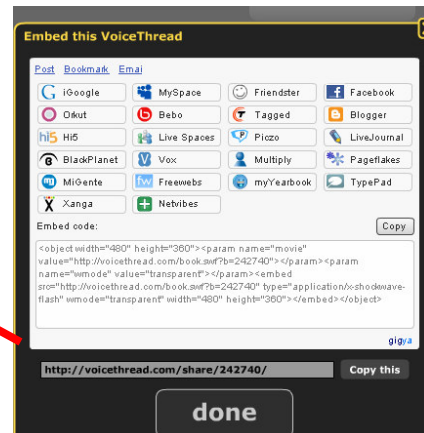 Embed this VoiceThread
Post Bookmark Emai
iGoogle MySpace Friendster Facebook
Orkut Bebo Tagged Blogger
hi5 Hi5 Live Spaces Piczo LiveJournal
BlackPlanet Vox Multiply Pageflakes
MiGente fw Freewebs myYearbook TypePad
Xanga Netvibes
Embed code: Copy
<object width="480" height="360"><param name="movie"
value="http://voicethread.com/book.swf?b=242740"></param><param
name="wmode" value="transparent"></param><embed
src="http://voicethread.com/book.swf?b=242740" type="application/x-shockwave-
flash" wmode="transparent" width="480" height="360"></embed></object>
gigya
http://voicethread.com/share/242740/ Copy this
done